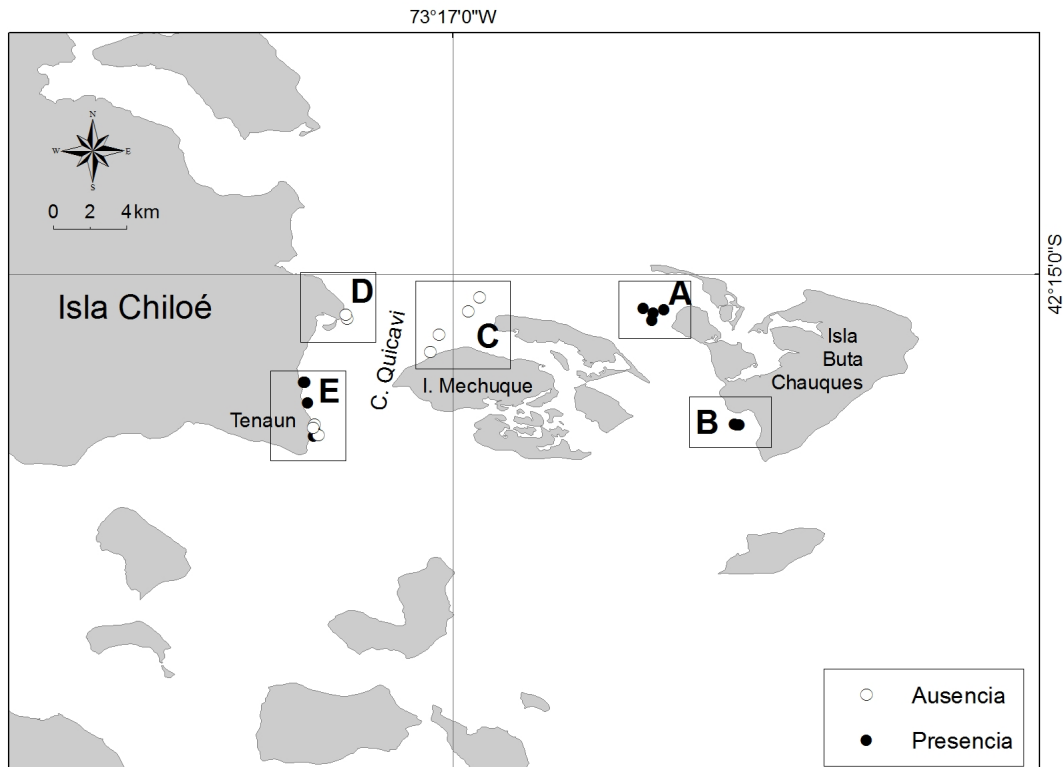 73°17'0"W
N
W E
S
0 2 4 km
42°15'0"S
Isla Chiloé
D
C
A
C. Quicavi
I. Mechuque
Isla
Buta
Chauques
E
Tenaun
B
Ausencia
Presencia